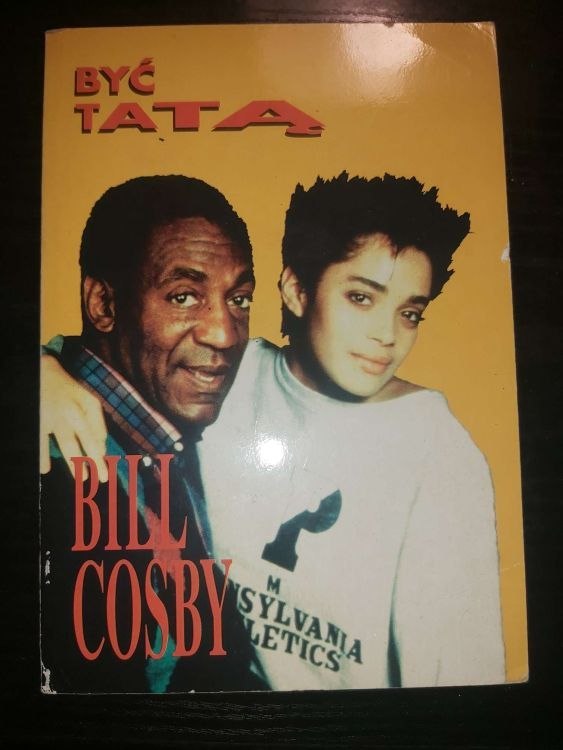 BYĆ
TATĄ
BILL
COSBY
M
SYLVANIA
LETICS